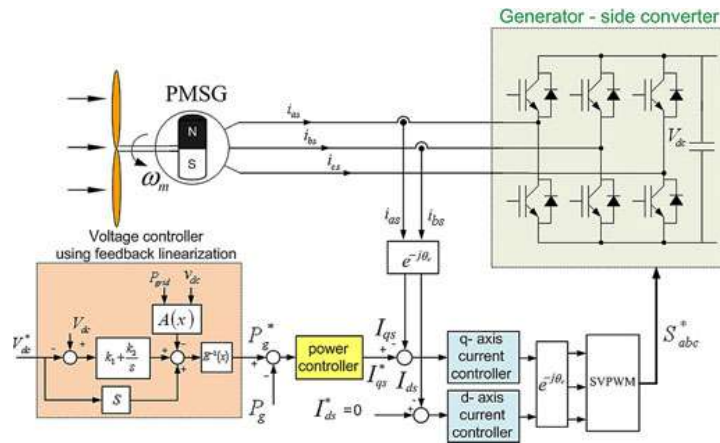 Generator - side converter
PMSG
N
S
ω_m
i_as
i_bs
i_cs
V_dc
i_as
i_bs
e^{-jθ_e}
Voltage controller
using feedback linearization
P_grid
v_dc
A(x)
V_dc^*
V_dc
k_1+k_2/s
E^{-1}(x)
S
P_g^*
P_g
power
controller
I_qs
I_qs^*
I_ds
I_ds^*=0
q- axis
current
controller
d- axis
current
controller
e^{-jθ_e}
SVPWM
S_abc^*